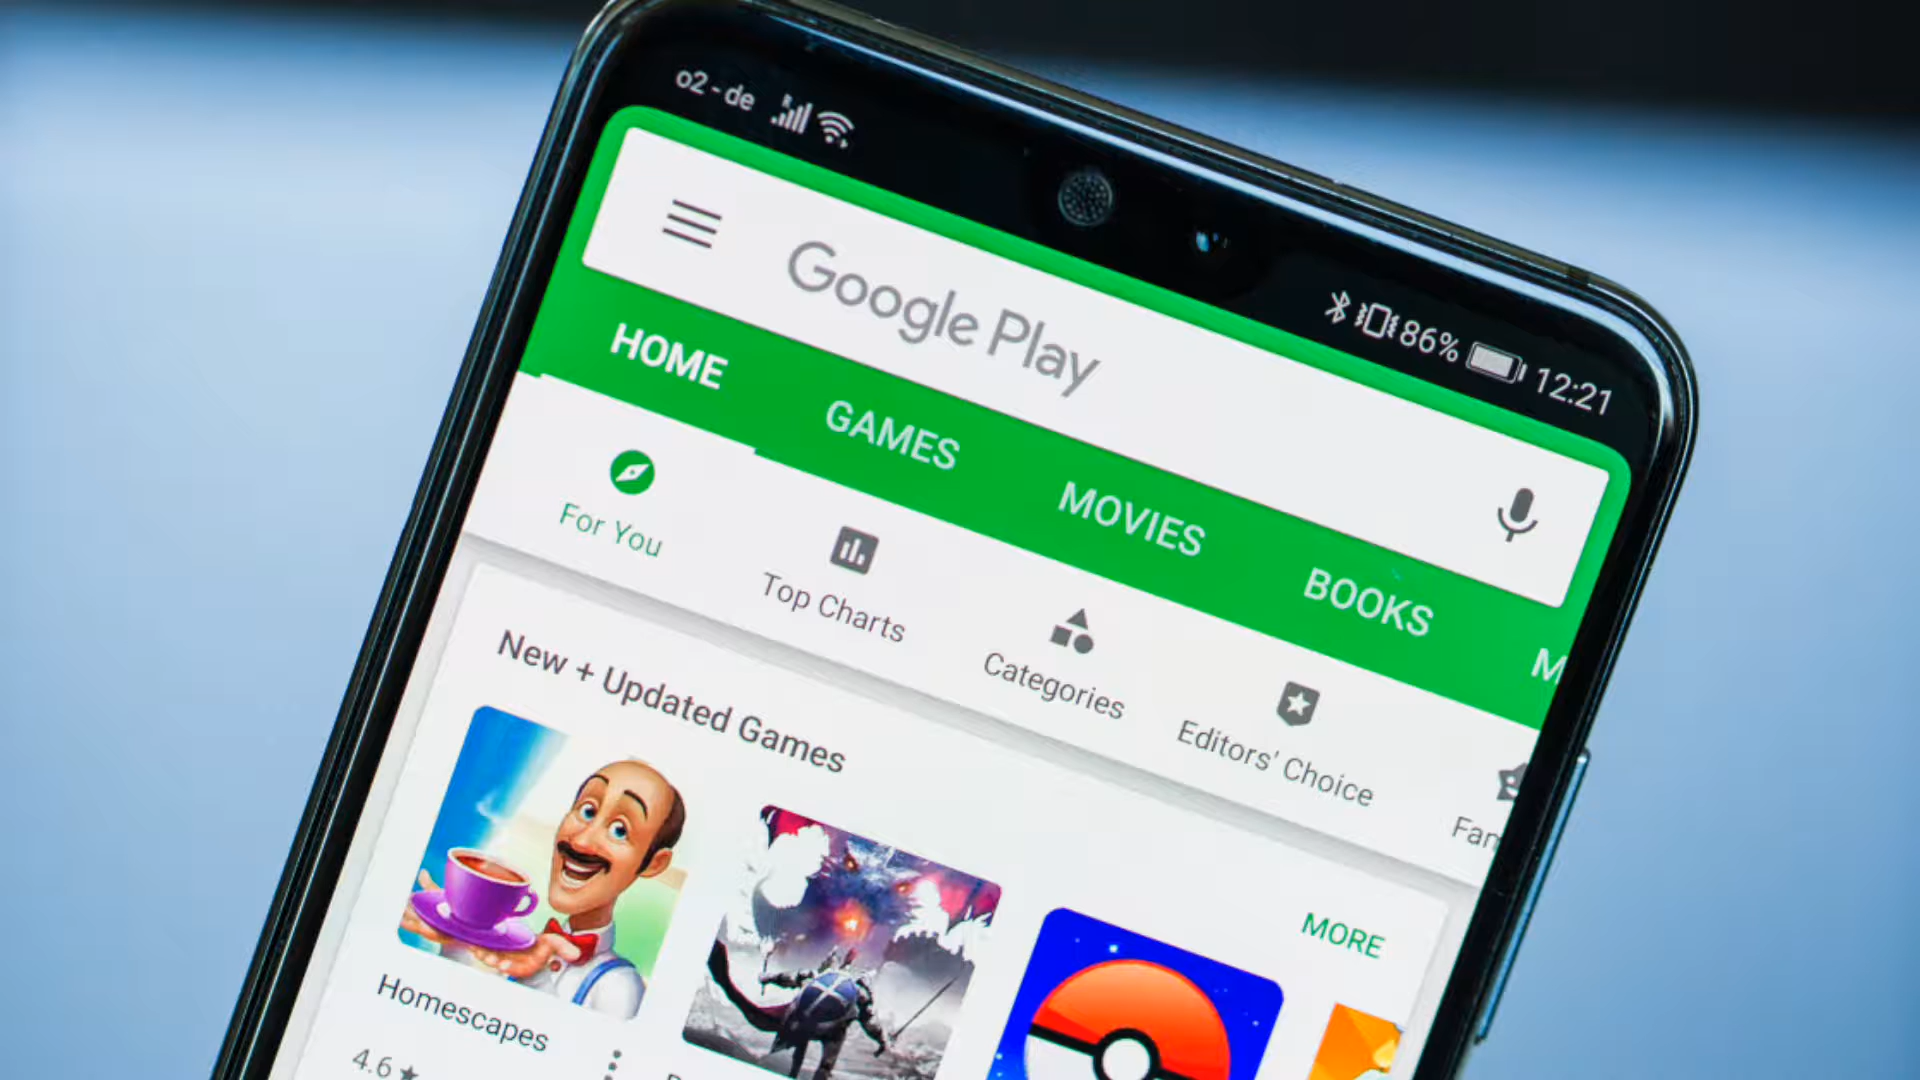 o2 - de
86% 12:21
Google Play
HOME GAMES MOVIES BOOKS M
For You Top Charts Categories Editors' Choice Fam
New + Updated Games
MORE
Homescapes
4.6★